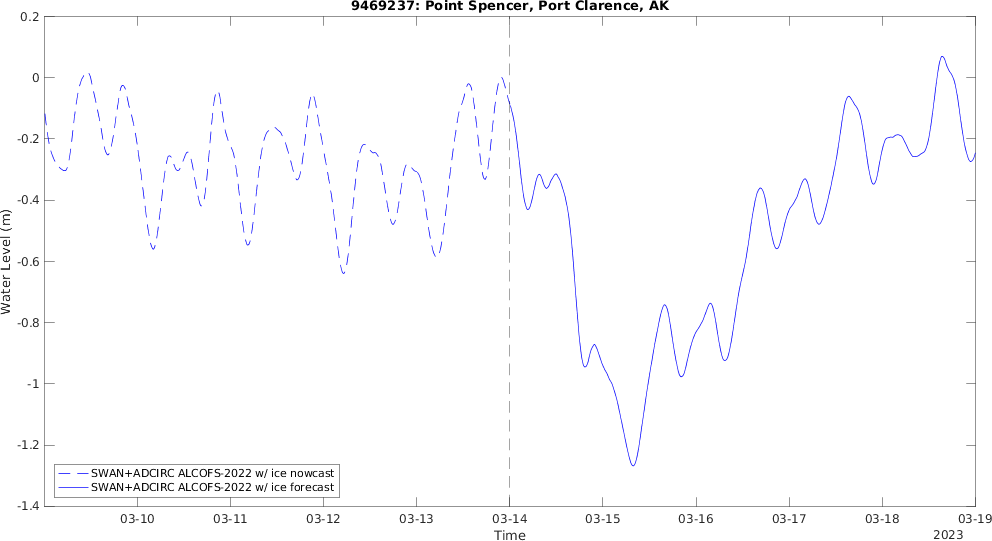 9469237: Point Spencer, Port Clarence, AK
0.2
0
-0.2
-0.4
-0.6
-0.8
-1
-1.2
-1.4
Water Level (m)
SWAN+ADCIRC ALCOFS-2022 w/ ice nowcast
SWAN+ADCIRC ALCOFS-2022 w/ ice forecast
03-10 03-11 03-12 03-13 03-14 03-15 03-16 03-17 03-18 03-19
Time
2023